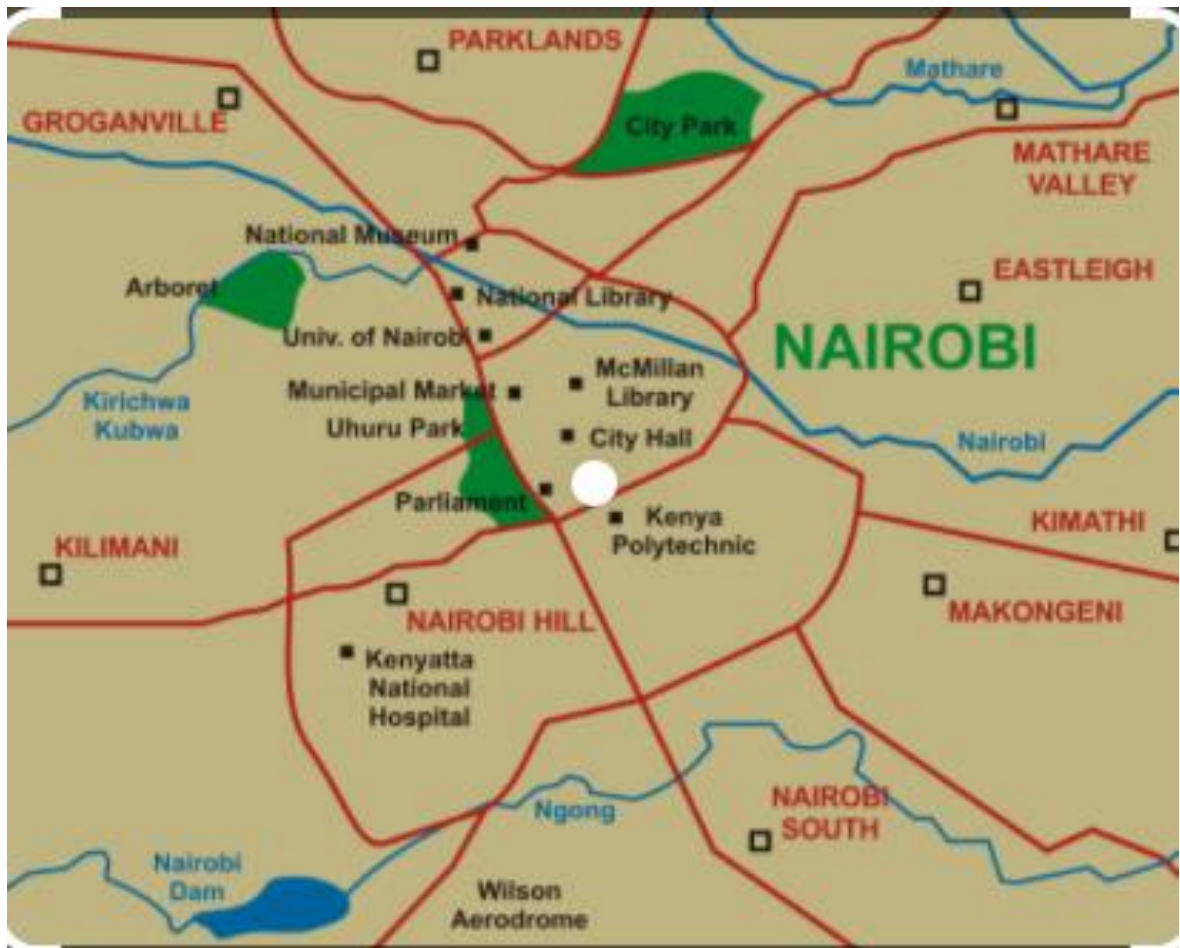 PARKLANDS
GROGANVILLE
City Park
Mathare
MATHARE
VALLEY
National Museum
Arboret
National Library
EASTLEIGH
Univ. of Nairobi
NAIROBI
Municipal Market
McMillan
Library
Kirichwa
Kubwa
Uhuru Park
City Hall
Nairobi
Parliament
Kenya
Polytechnic
KIMATHI
KILIMANI
NAIROBI HILL
MAKONGENI
Kenyatta
National
Hospital
Ngong
NAIROBI
SOUTH
Nairobi
Dam
Wilson
Aerodrome